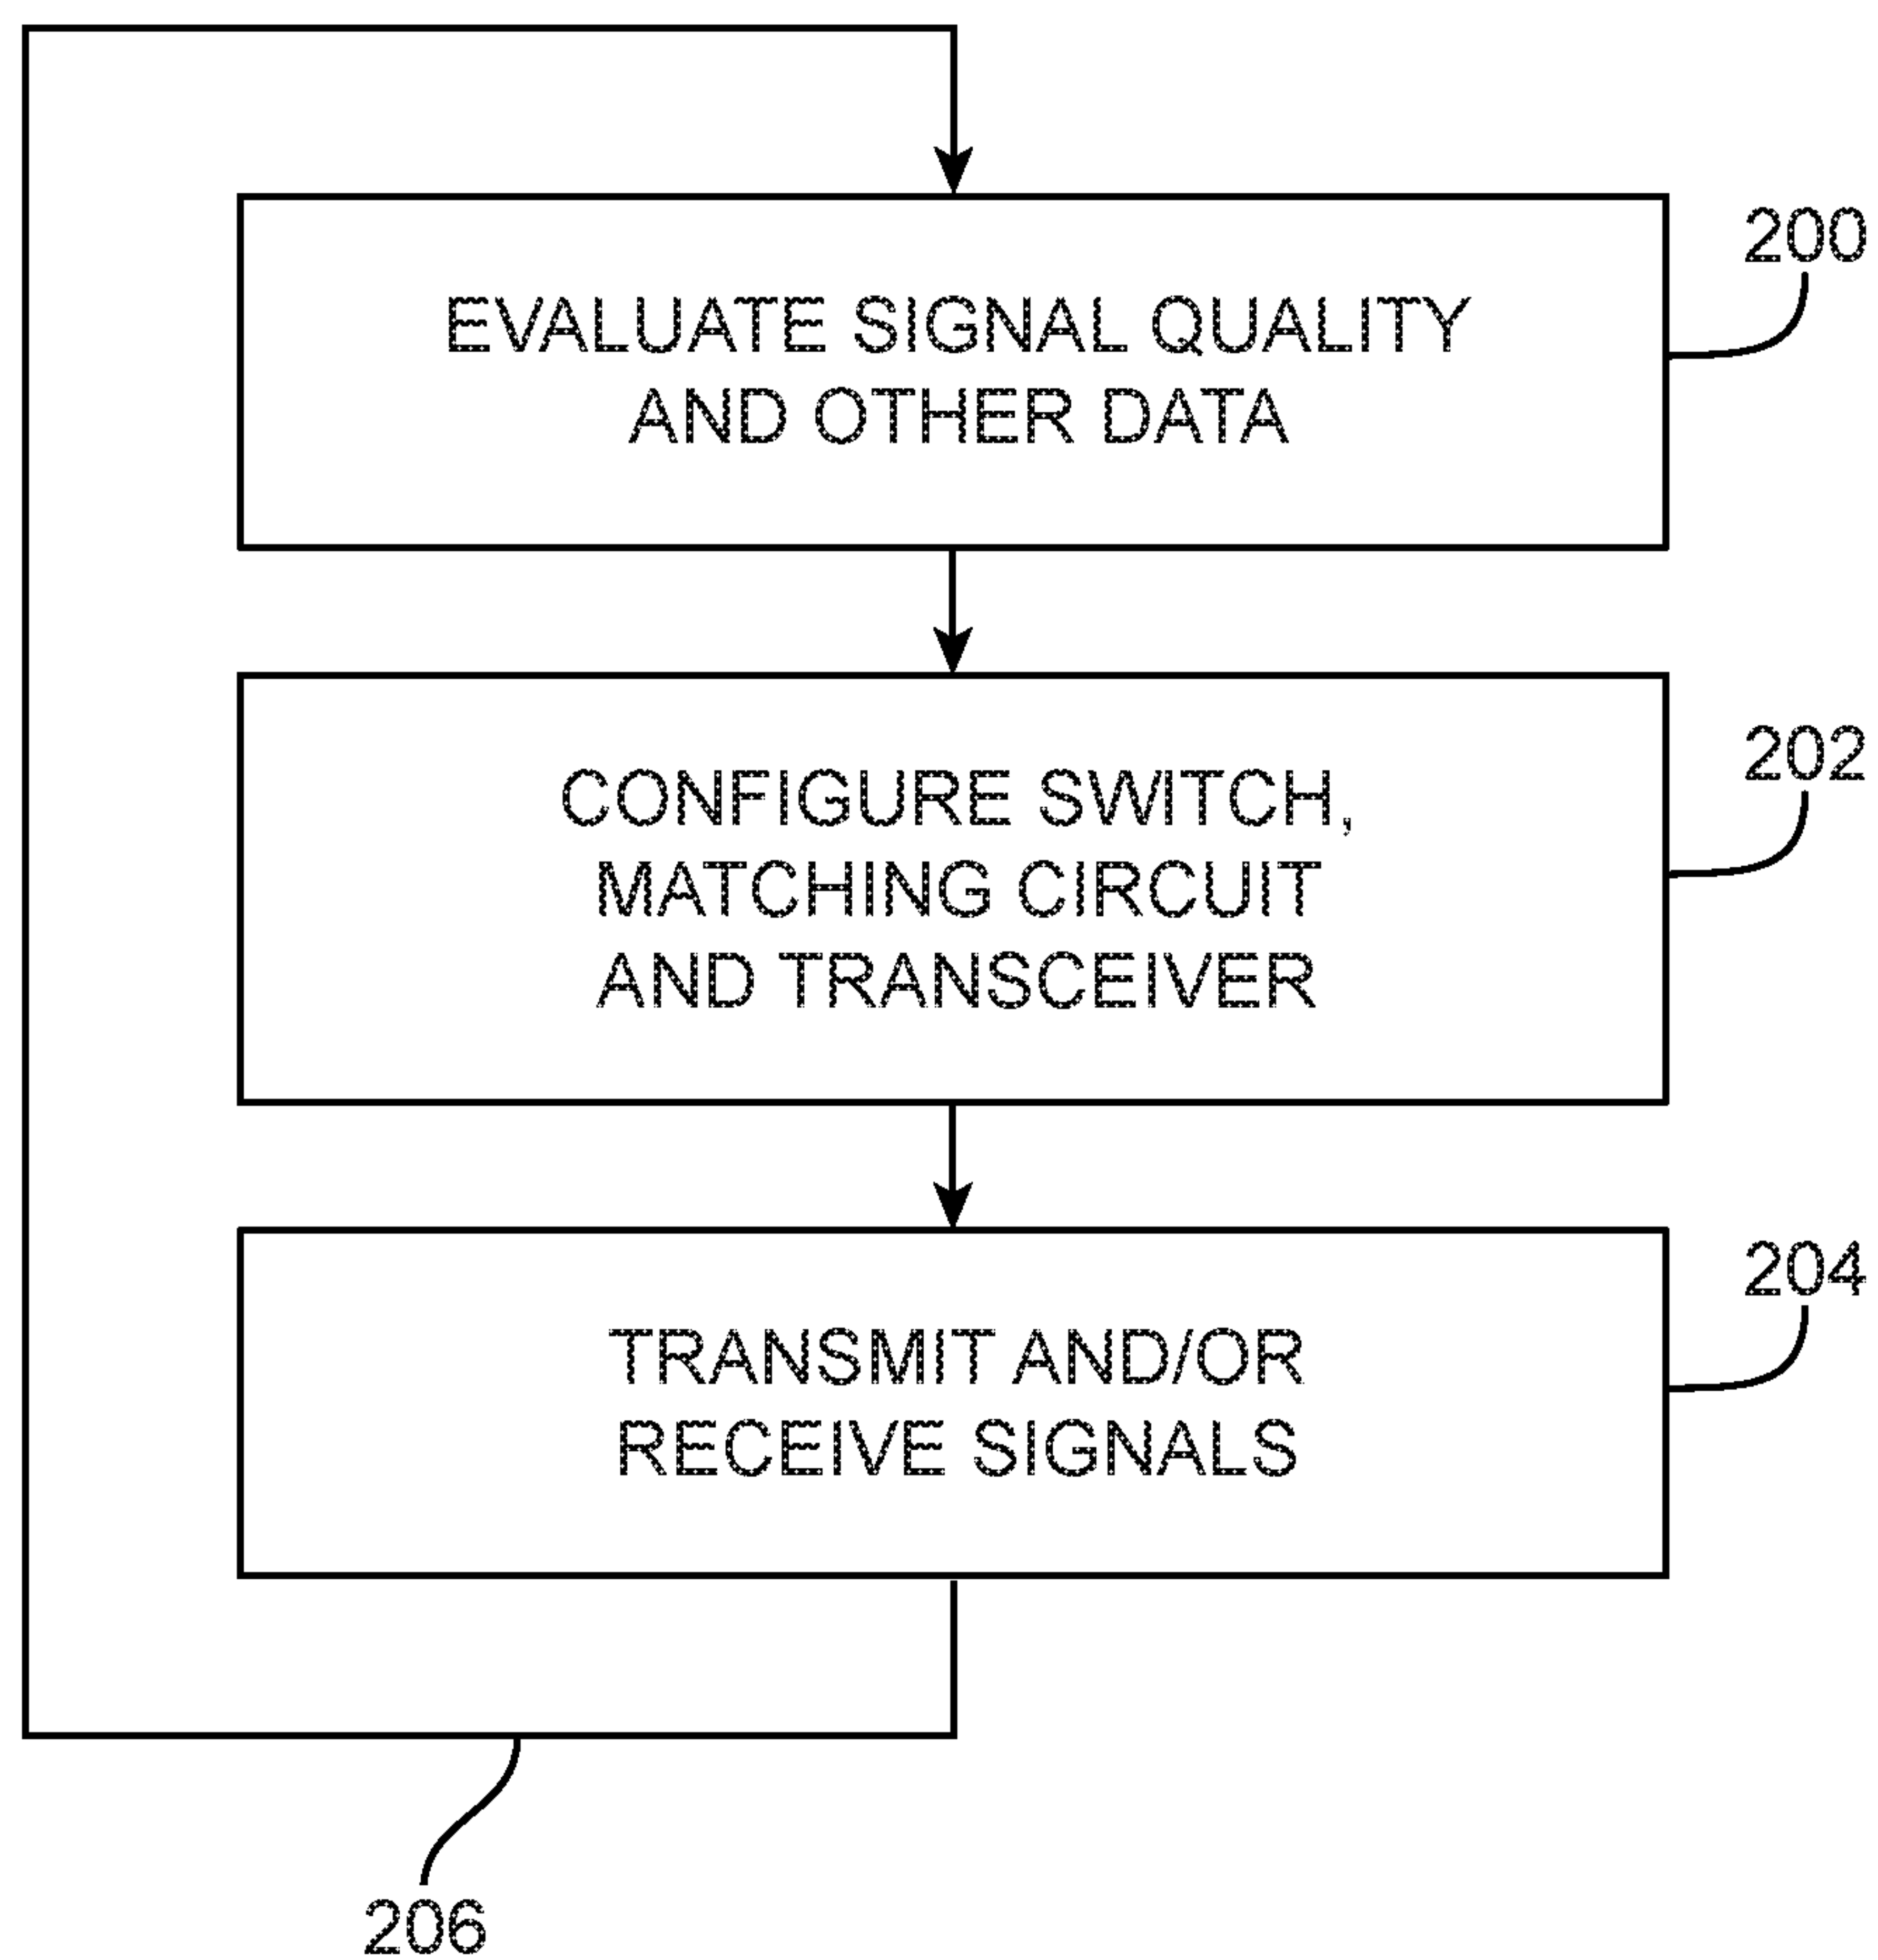 200
EVALUATE SIGNAL QUALITY
AND OTHER DATA
202
CONFIGURE SWITCH,
MATCHING CIRCUIT
AND TRANSCEIVER
204
TRANSMIT AND/OR
RECEIVE SIGNALS
206